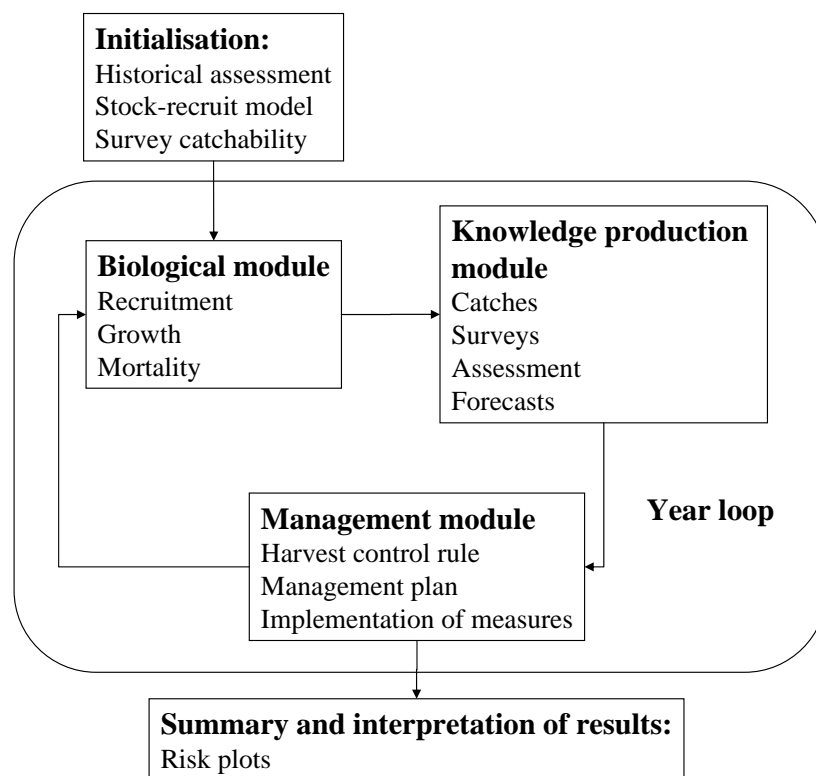 Initialisation:
Historical assessment
Stock-recruit model
Survey catchability
Biological module
Recruitment
Growth
Mortality
Knowledge production
module
Catches
Surveys
Assessment
Forecasts
Management module
Harvest control rule
Management plan
Implementation of measures
Year loop
Summary and interpretation of results:
Risk plots